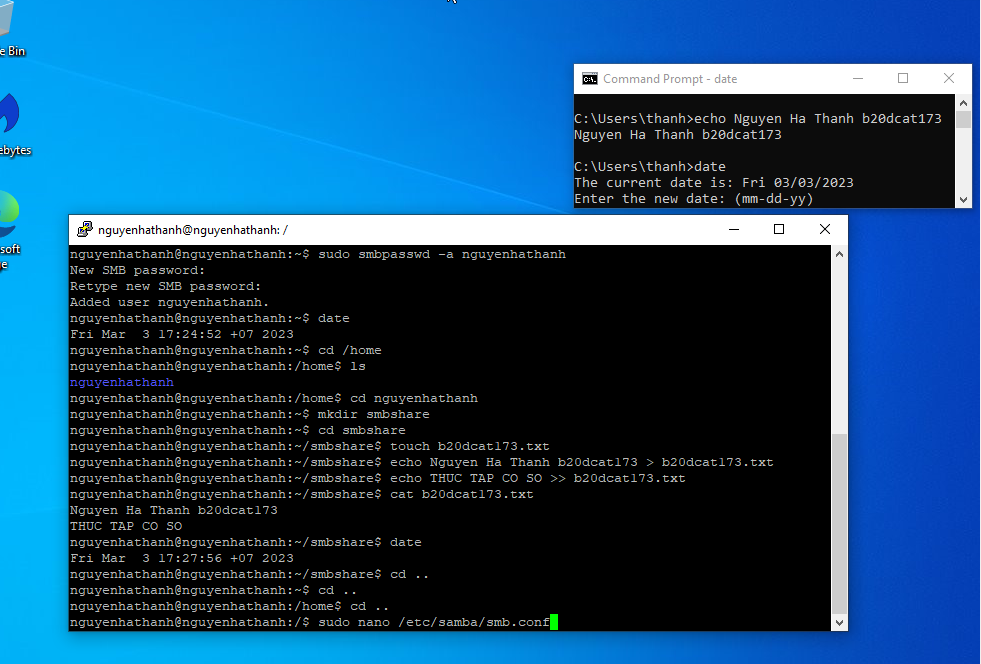 e Bin
ebytes
soft
e
Command Prompt - date
C:\Users\thanh>echo Nguyen Ha Thanh b20dcat173
Nguyen Ha Thanh b20dcat173
C:\Users\thanh>date
The current date is: Fri 03/03/2023
Enter the new date: (mm-dd-yy)
nguyenhathanh@nguyenhathanh: /
nguyenhathanh@nguyenhathanh:~$ sudo smbpasswd -a nguyenhathanh
New SMB password:
Retype new SMB password:
Added user nguyenhathanh.
nguyenhathanh@nguyenhathanh:~$ date
Fri Mar  3 17:24:52 +07 2023
nguyenhathanh@nguyenhathanh:~$ cd /home
nguyenhathanh@nguyenhathanh:/home$ ls
nguyenhathanh
nguyenhathanh@nguyenhathanh:/home$ cd nguyenhathanh
nguyenhathanh@nguyenhathanh:~$ mkdir smbshare
nguyenhathanh@nguyenhathanh:~$ cd smbshare
nguyenhathanh@nguyenhathanh:~/smbshare$ touch b20dcat173.txt
nguyenhathanh@nguyenhathanh:~/smbshare$ echo Nguyen Ha Thanh b20dcat173 > b20dcat173.txt
nguyenhathanh@nguyenhathanh:~/smbshare$ echo THUC TAP CO SO >> b20dcat173.txt
nguyenhathanh@nguyenhathanh:~/smbshare$ cat b20dcat173.txt
Nguyen Ha Thanh b20dcat173
THUC TAP CO SO
nguyenhathanh@nguyenhathanh:~/smbshare$ date
Fri Mar  3 17:27:56 +07 2023
nguyenhathanh@nguyenhathanh:~/smbshare$ cd ..
nguyenhathanh@nguyenhathanh:~$ cd ..
nguyenhathanh@nguyenhathanh:/home$ cd ..
nguyenhathanh@nguyenhathanh:/$ sudo nano /etc/samba/smb.conf